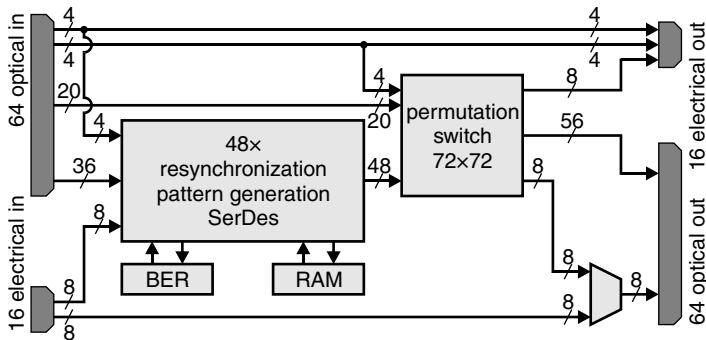 64 optical in
4
4
20
36
4
8
16 electrical in
8
8
48×
resynchronization
pattern generation
SerDes
BER
RAM
48
4
20
permutation
switch
72×72
4
4
8
56
8
8
8
8
16 electrical out
64 optical out